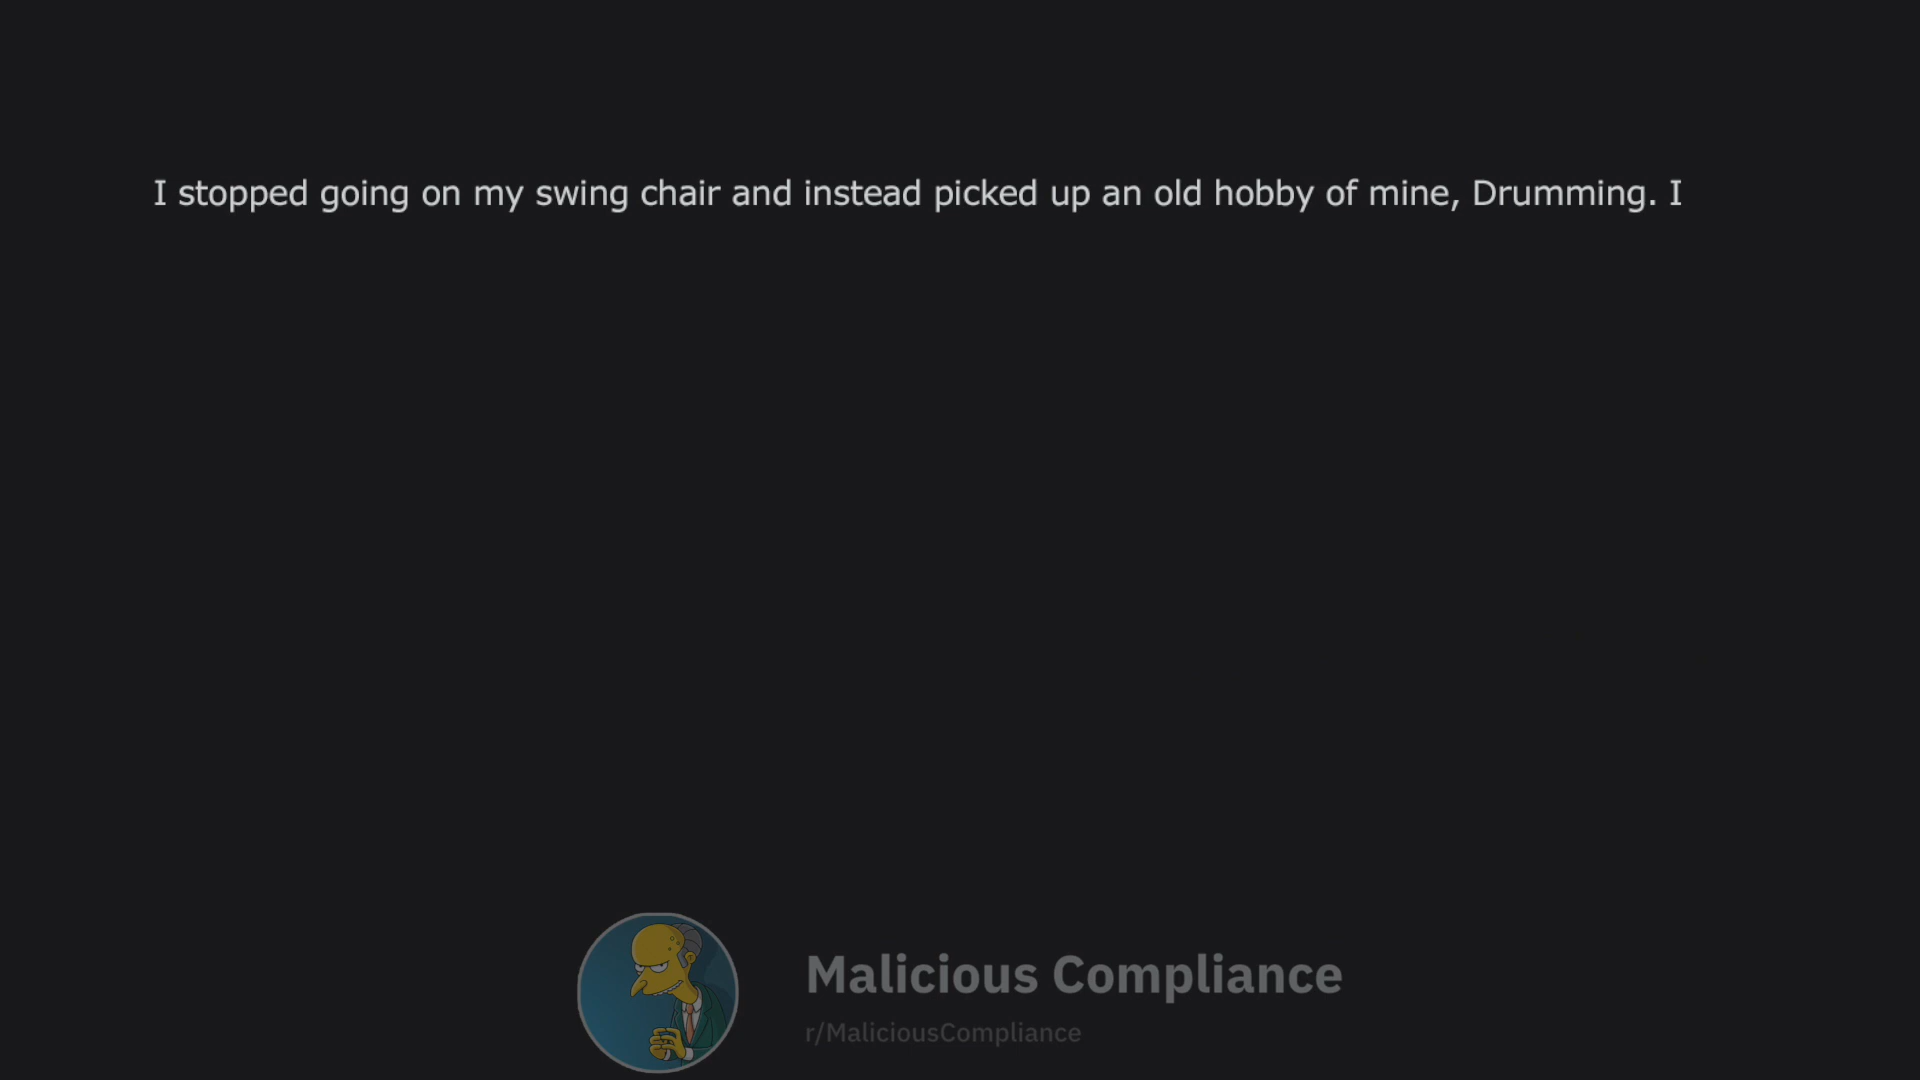 I stopped going on my swing chair and instead picked up an old hobby of mine, Drumming. I
Malicious Compliance
r/MaliciousCompliance